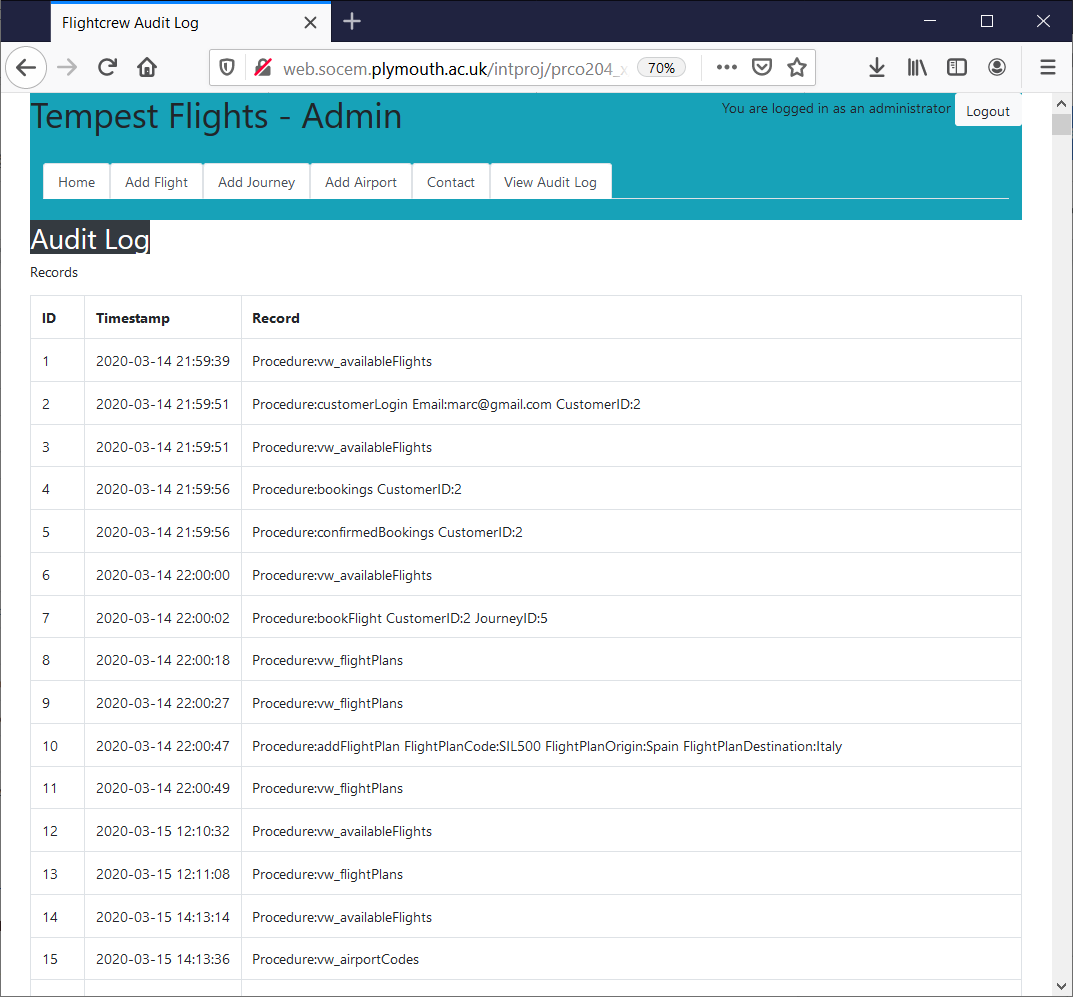 Flightcrew Audit Log
web.socem.plymouth.ac.uk/intproj/prco204_
70%
Tempest Flights - Admin
You are logged in as an administrator
Logout
Home Add Flight Add Journey Add Airport Contact View Audit Log
Audit Log
Records
ID Timestamp Record
1 2020-03-14 21:59:39 Procedure:vw_availableFlights
2 2020-03-14 21:59:51 Procedure:customerLogin Email:marc@gmail.com CustomerID:2
3 2020-03-14 21:59:51 Procedure:vw_availableFlights
4 2020-03-14 21:59:56 Procedure:bookings CustomerID:2
5 2020-03-14 21:59:56 Procedure:confirmedBookings CustomerID:2
6 2020-03-14 22:00:00 Procedure:vw_availableFlights
7 2020-03-14 22:00:02 Procedure:bookFlight CustomerID:2 JourneyID:5
8 2020-03-14 22:00:18 Procedure:vw_flightPlans
9 2020-03-14 22:00:27 Procedure:vw_flightPlans
10 2020-03-14 22:00:47 Procedure:addFlightPlan FlightPlanCode:SIL500 FlightPlanOrigin:Spain FlightPlanDestination:Italy
11 2020-03-14 22:00:49 Procedure:vw_flightPlans
12 2020-03-15 12:10:32 Procedure:vw_availableFlights
13 2020-03-15 12:11:08 Procedure:vw_flightPlans
14 2020-03-15 14:13:14 Procedure:vw_availableFlights
15 2020-03-15 14:13:36 Procedure:vw_airportCodes